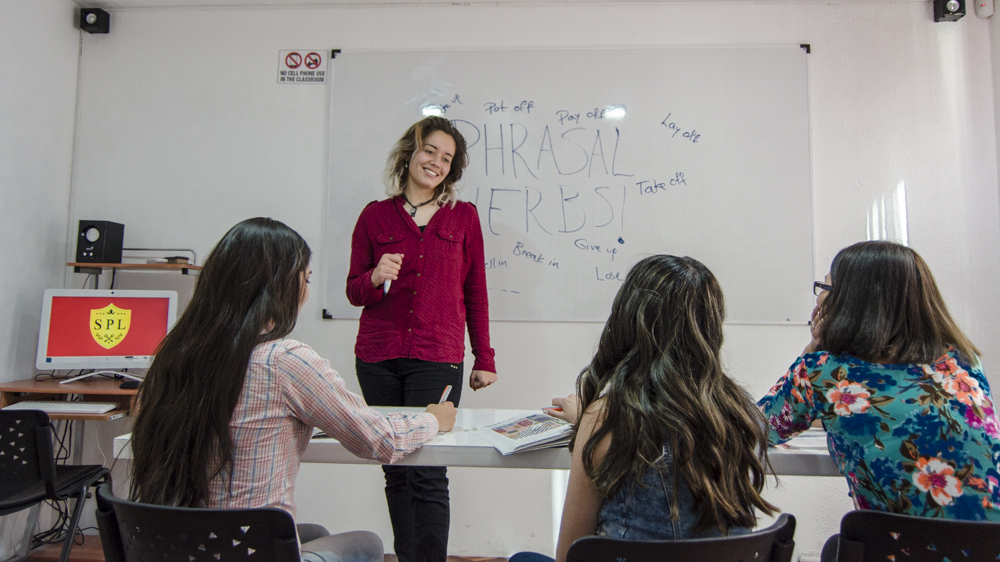 NO CELL PHONE USE
IN THE CLASSROOM
Put off
Pay off
Lay off
PHRASAL
Take off
VERBS!
Give up
Break in
Lose
SPL